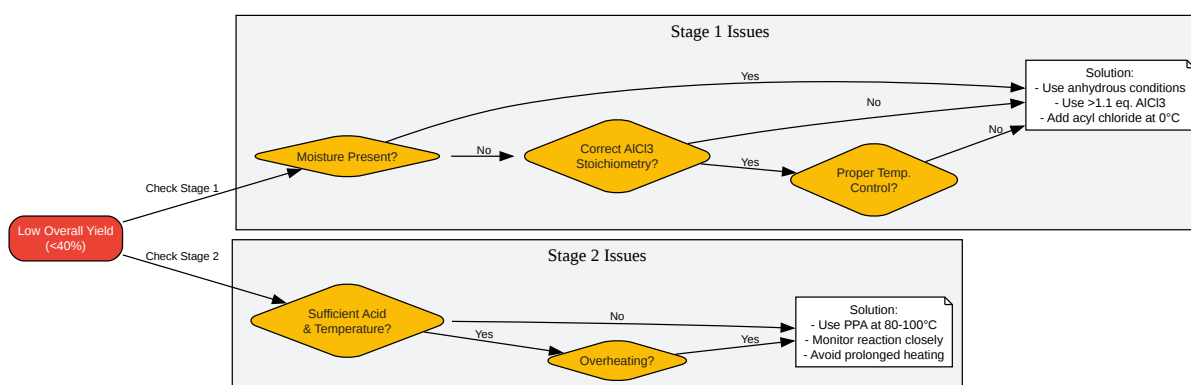 Stage 1 Issues
Solution:
- Use anhydrous conditions
- Use >1.1 eq. AlCl3
- Add acyl chloride at 0°C
Yes
No
No
Moisture Present?
No
Correct AlCl3
Stoichiometry?
Yes
Proper Temp.
Control?
Check Stage 1
Low Overall Yield
(<40%)
Check Stage 2
Stage 2 Issues
Sufficient Acid
& Temperature?
No
Yes
Overheating?
Yes
Solution:
- Use PPA at 80-100°C
- Monitor reaction closely
- Avoid prolonged heating